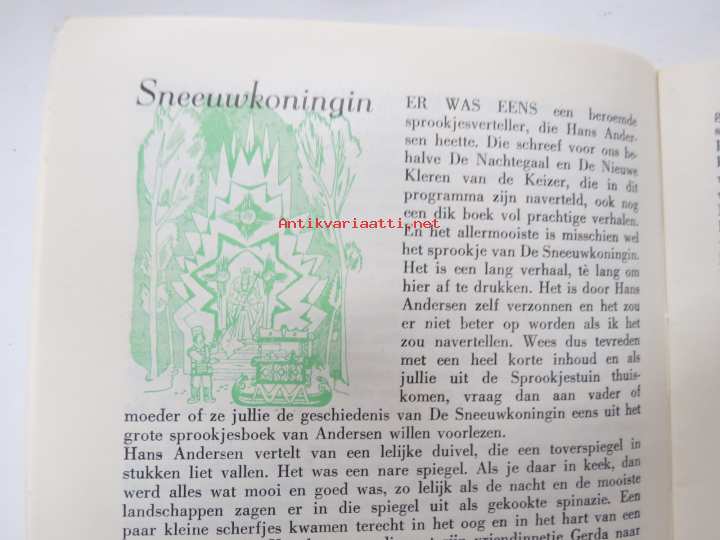 Sneeuwkoningin
ER WAS EENS een beroemde
sprookjesverteller, die Hans Ander-
sen heette. Die schreef voor ons be-
halve De Nachtegaal en De Nieuwe
Kleren van de Keizer, die in dit
programma zijn naverteld, ook nog
een dik boek vol prachtige verhalen.
Antikvariaatti.net
En het allermooiste is misschien wel
het sprookje van De Sneeuwkoningin.
Het is een lang verhaal, tè lang om
hier af te drukken. Het is door Hans
Andersen zelf verzonnen en het zou
er niet beter op worden als ik het
zou navertellen. Wees dus tevreden
met een heel korte inhoud en als
jullie uit de Sprookjestuin thuis-
komen, vraag dan aan vader of
moeder of ze jullie de geschiedenis van De Sneeuwkoningin eens uit het
grote sprookjesboek van Andersen willen voorlezen.
Hans Andersen vertelt van een lelijke duivel, die een toverspiegel in
stukken liet vallen. Het was een nare spiegel. Als je daar in keek, dan
werd alles wat mooi en goed was, zo lelijk als de nacht en de mooiste
landschappen zagen er in die spiegel uit als gekookte spinazie. Een
paar kleine scherfjes kwamen terecht in het oog en in het hart van een
vriendinnetje Gerda naar